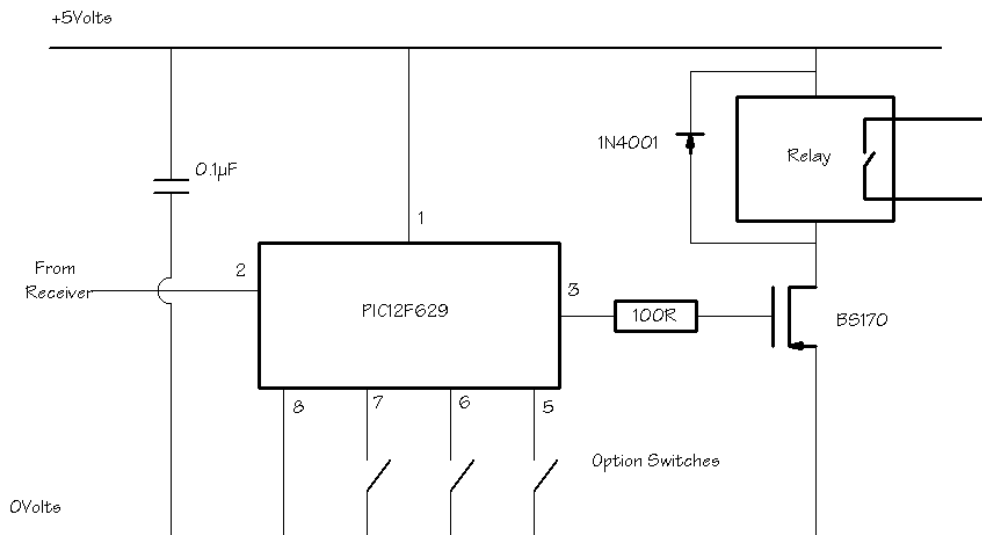 +5Volts
0.1µF
1N4001
Relay
1
From
Receiver
2
PIC12F629
3
100R
BS170
8
7
6
5
Option Switches
0Volts